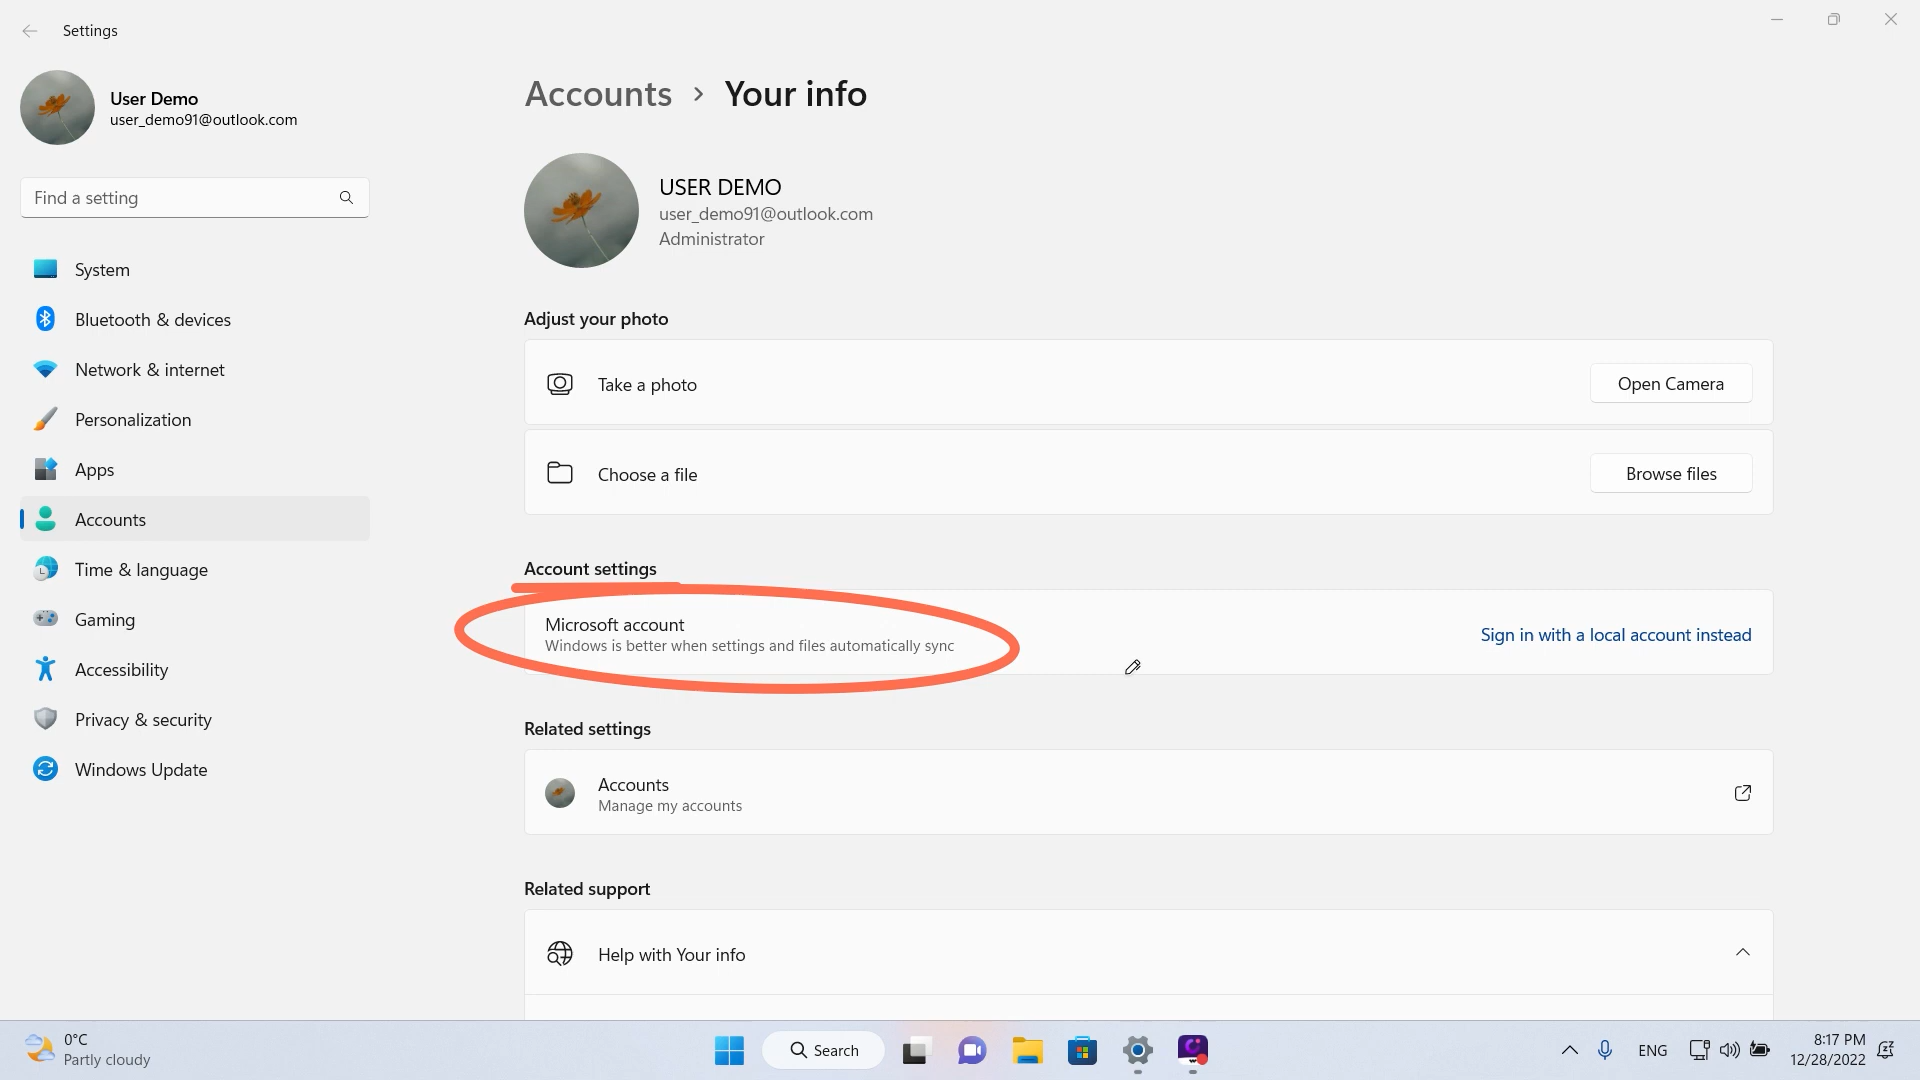 Settings
User Demo
user_demo91@outlook.com
Find a setting
System
Bluetooth & devices
Network & internet
Personalization
Apps
Accounts
Time & language
Gaming
Accessibility
Privacy & security
Windows Update
Accounts > Your info
USER DEMO
user_demo91@outlook.com
Administrator
Adjust your photo
Take a photo
Open Camera
Choose a file
Browse files
Account settings
Microsoft account
Windows is better when settings and files automatically sync
Sign in with a local account instead
Related settings
Accounts
Manage my accounts
Related support
Help with Your info
0°C
Partly cloudy
Search
ENG
8:17 PM
12/28/2022